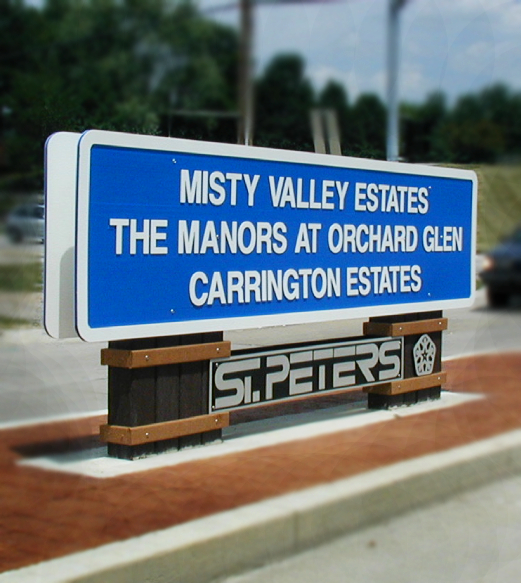 MISTY VALLEY ESTATES
THE MANORS AT ORCHARD GLEN
CARRINGTON ESTATES
ST. PETERS